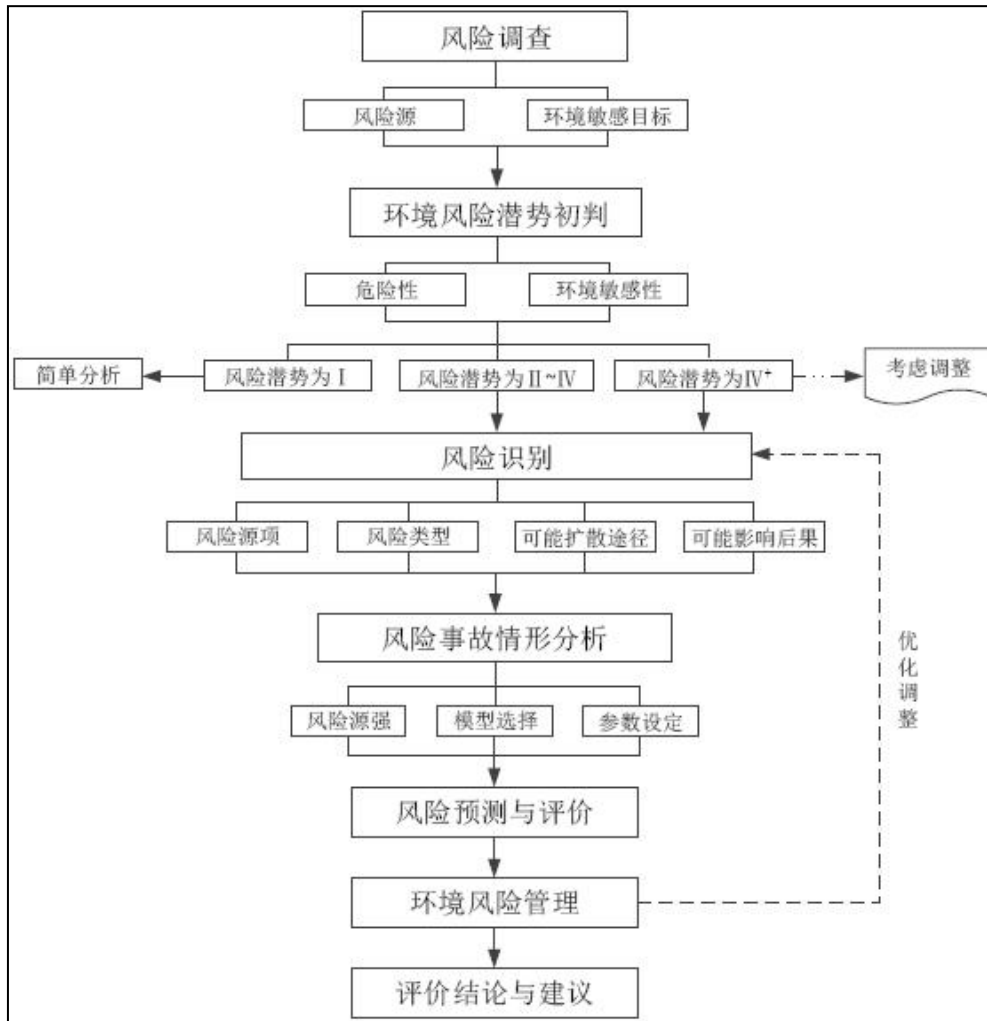 风险调查
风险源
环境敏感目标
环境风险潜势初判
危险性
环境敏感性
简单分析
风险潜势为Ⅰ
风险潜势为Ⅱ~Ⅳ
风险潜势为Ⅳ⁺
考虑调整
风险识别
风险源项
风险类型
可能扩散途径
可能影响后果
风险事故情形分析
风险源强
模型选择
参数设定
优化调整
风险预测与评价
环境风险管理
评价结论与建议